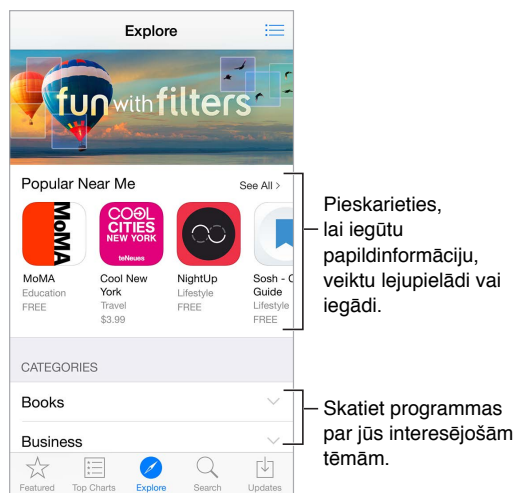 Explore
fun with filters
Popular Near Me
See All >
MoMA
COOL
CITIES
NEW YORK
teNeues
MoMA
Education
FREE
Cool New
York
Travel
$3.99
NightUp
Lifestyle
FREE
Sosh - C
Guide
Lifestyle
FREE
Pieskarieties,
lai iegūtu
papildinformāciju,
veiktu lejupielādi vai
iegādi.
CATEGORIES
Books
Business
Skatiet programmas
par jūs interesējošām
tēmām.
Featured
Top Charts
Explore
Search
Updates